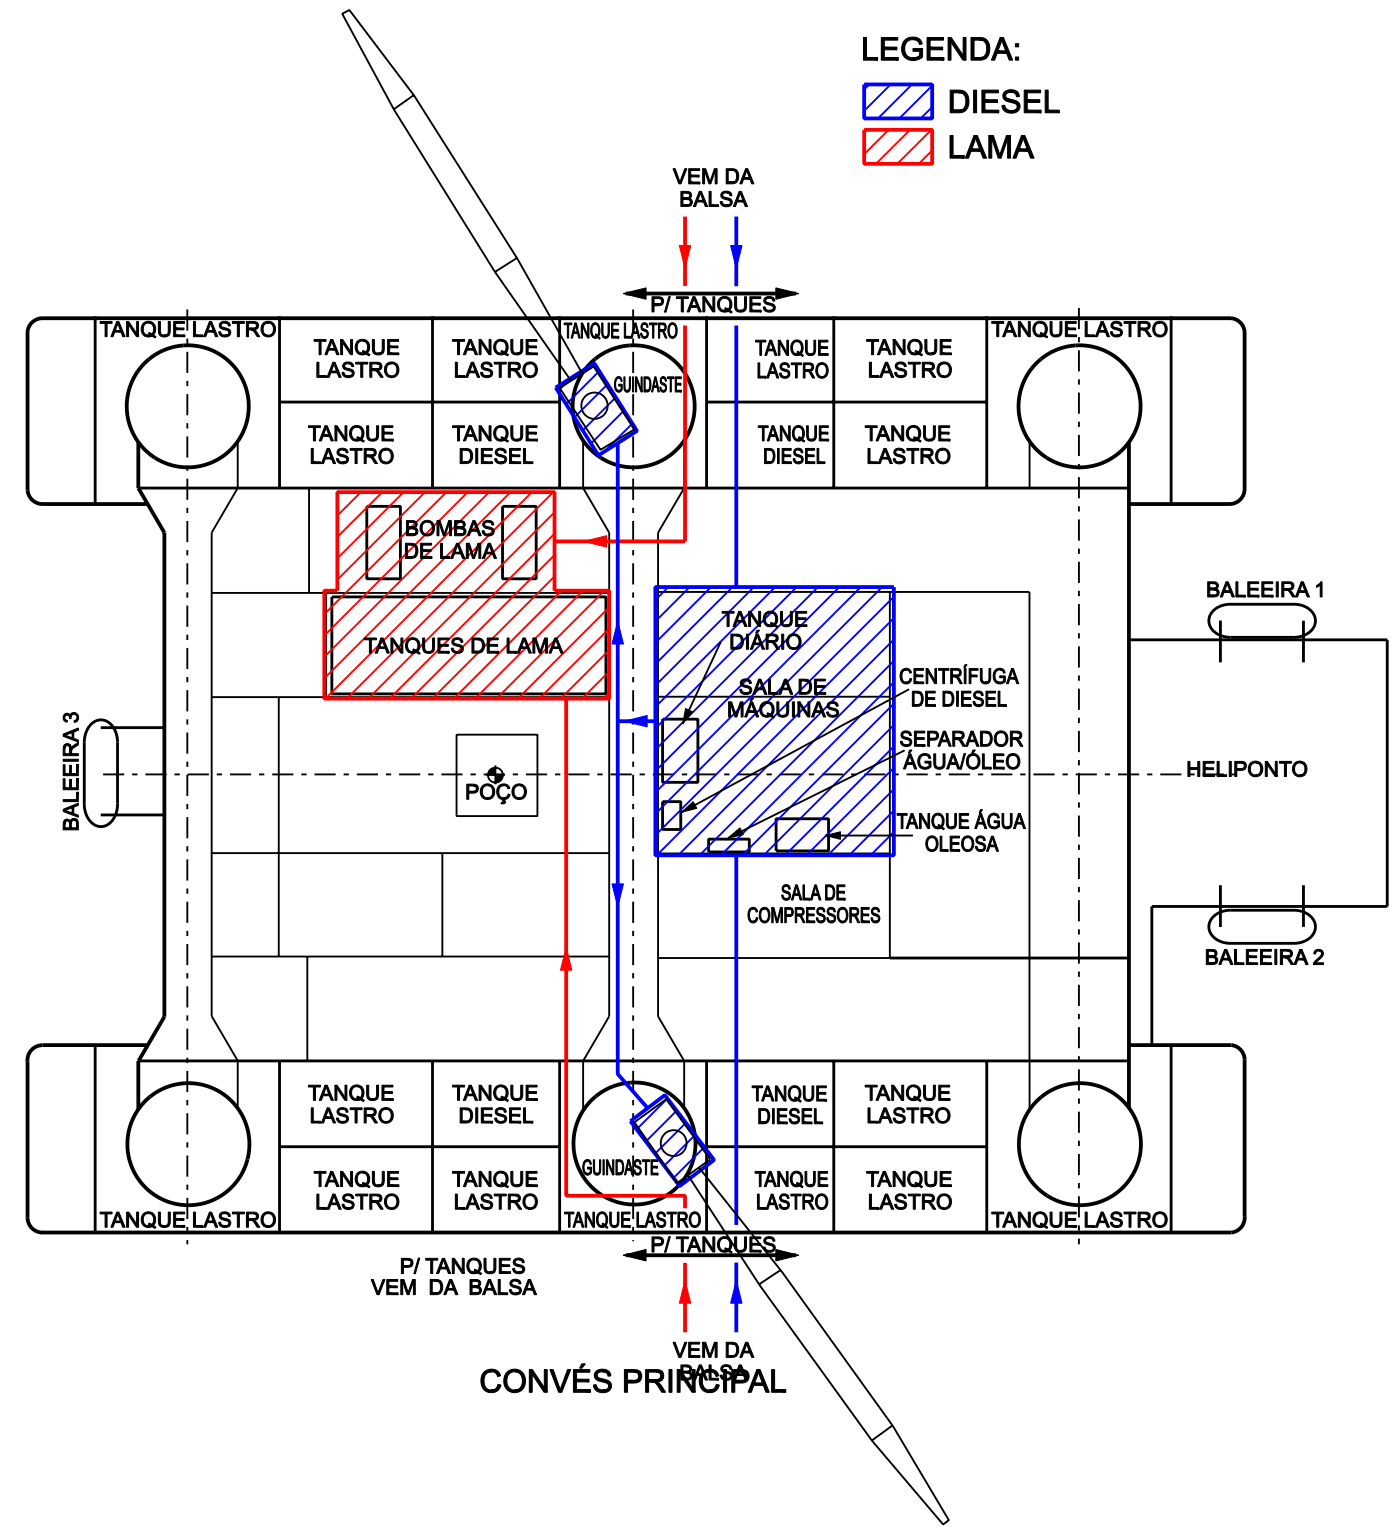 LEGENDA:
DIESEL
LAMA
VEM DA
BALSA
P/ TANQUES
TANQUE LASTRO
TANQUE
LASTRO
TANQUE
LASTRO
TANQUE LASTRO
GUINDASTE
TANQUE
LASTRO
TANQUE
LASTRO
TANQUE LASTRO
TANQUE
LASTRO
TANQUE
DIESEL
TANQUE
DIESEL
TANQUE
LASTRO
BOMBAS
DE LAMA
TANQUES DE LAMA
TANQUE
DIÁRIO
SALA DE
MÁQUINAS
CENTRÍFUGA
DE DIESEL
SEPARADOR
ÁGUA/ÓLEO
TANQUE ÁGUA
OLEOSA
BALEEIRA 1
BALEEIRA 3
POÇO
HELIPONTO
SALA DE
COMPRESSORES
BALEEIRA 2
TANQUE
LASTRO
TANQUE
DIESEL
TANQUE
DIESEL
TANQUE
LASTRO
GUINDASTE
TANQUE
LASTRO
TANQUE
LASTRO
TANQUE
LASTRO
TANQUE
LASTRO
TANQUE LASTRO
TANQUE LASTRO
TANQUE LASTRO
P/ TANQUES
P/ TANQUES
VEM DA BALSA
VEM DA
BALSA
CONVÉS PRINCIPAL